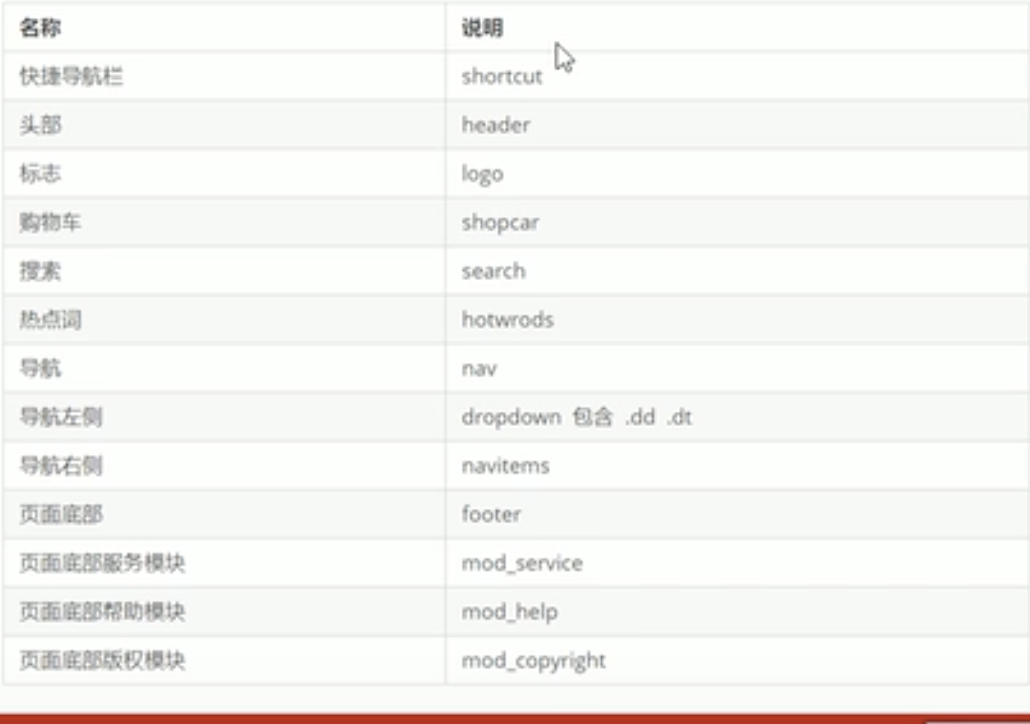 名称 说明
快捷导航栏 shortcut
头部 header
标志 logo
购物车 shopcar
搜索 search
热点词 hotwrods
导航 nav
导航左侧 dropdown 包含 .dd .dt
导航右侧 navitems
页面底部 footer
页面底部服务模块 mod_service
页面底部帮助模块 mod_help
页面底部版权模块 mod_copyright